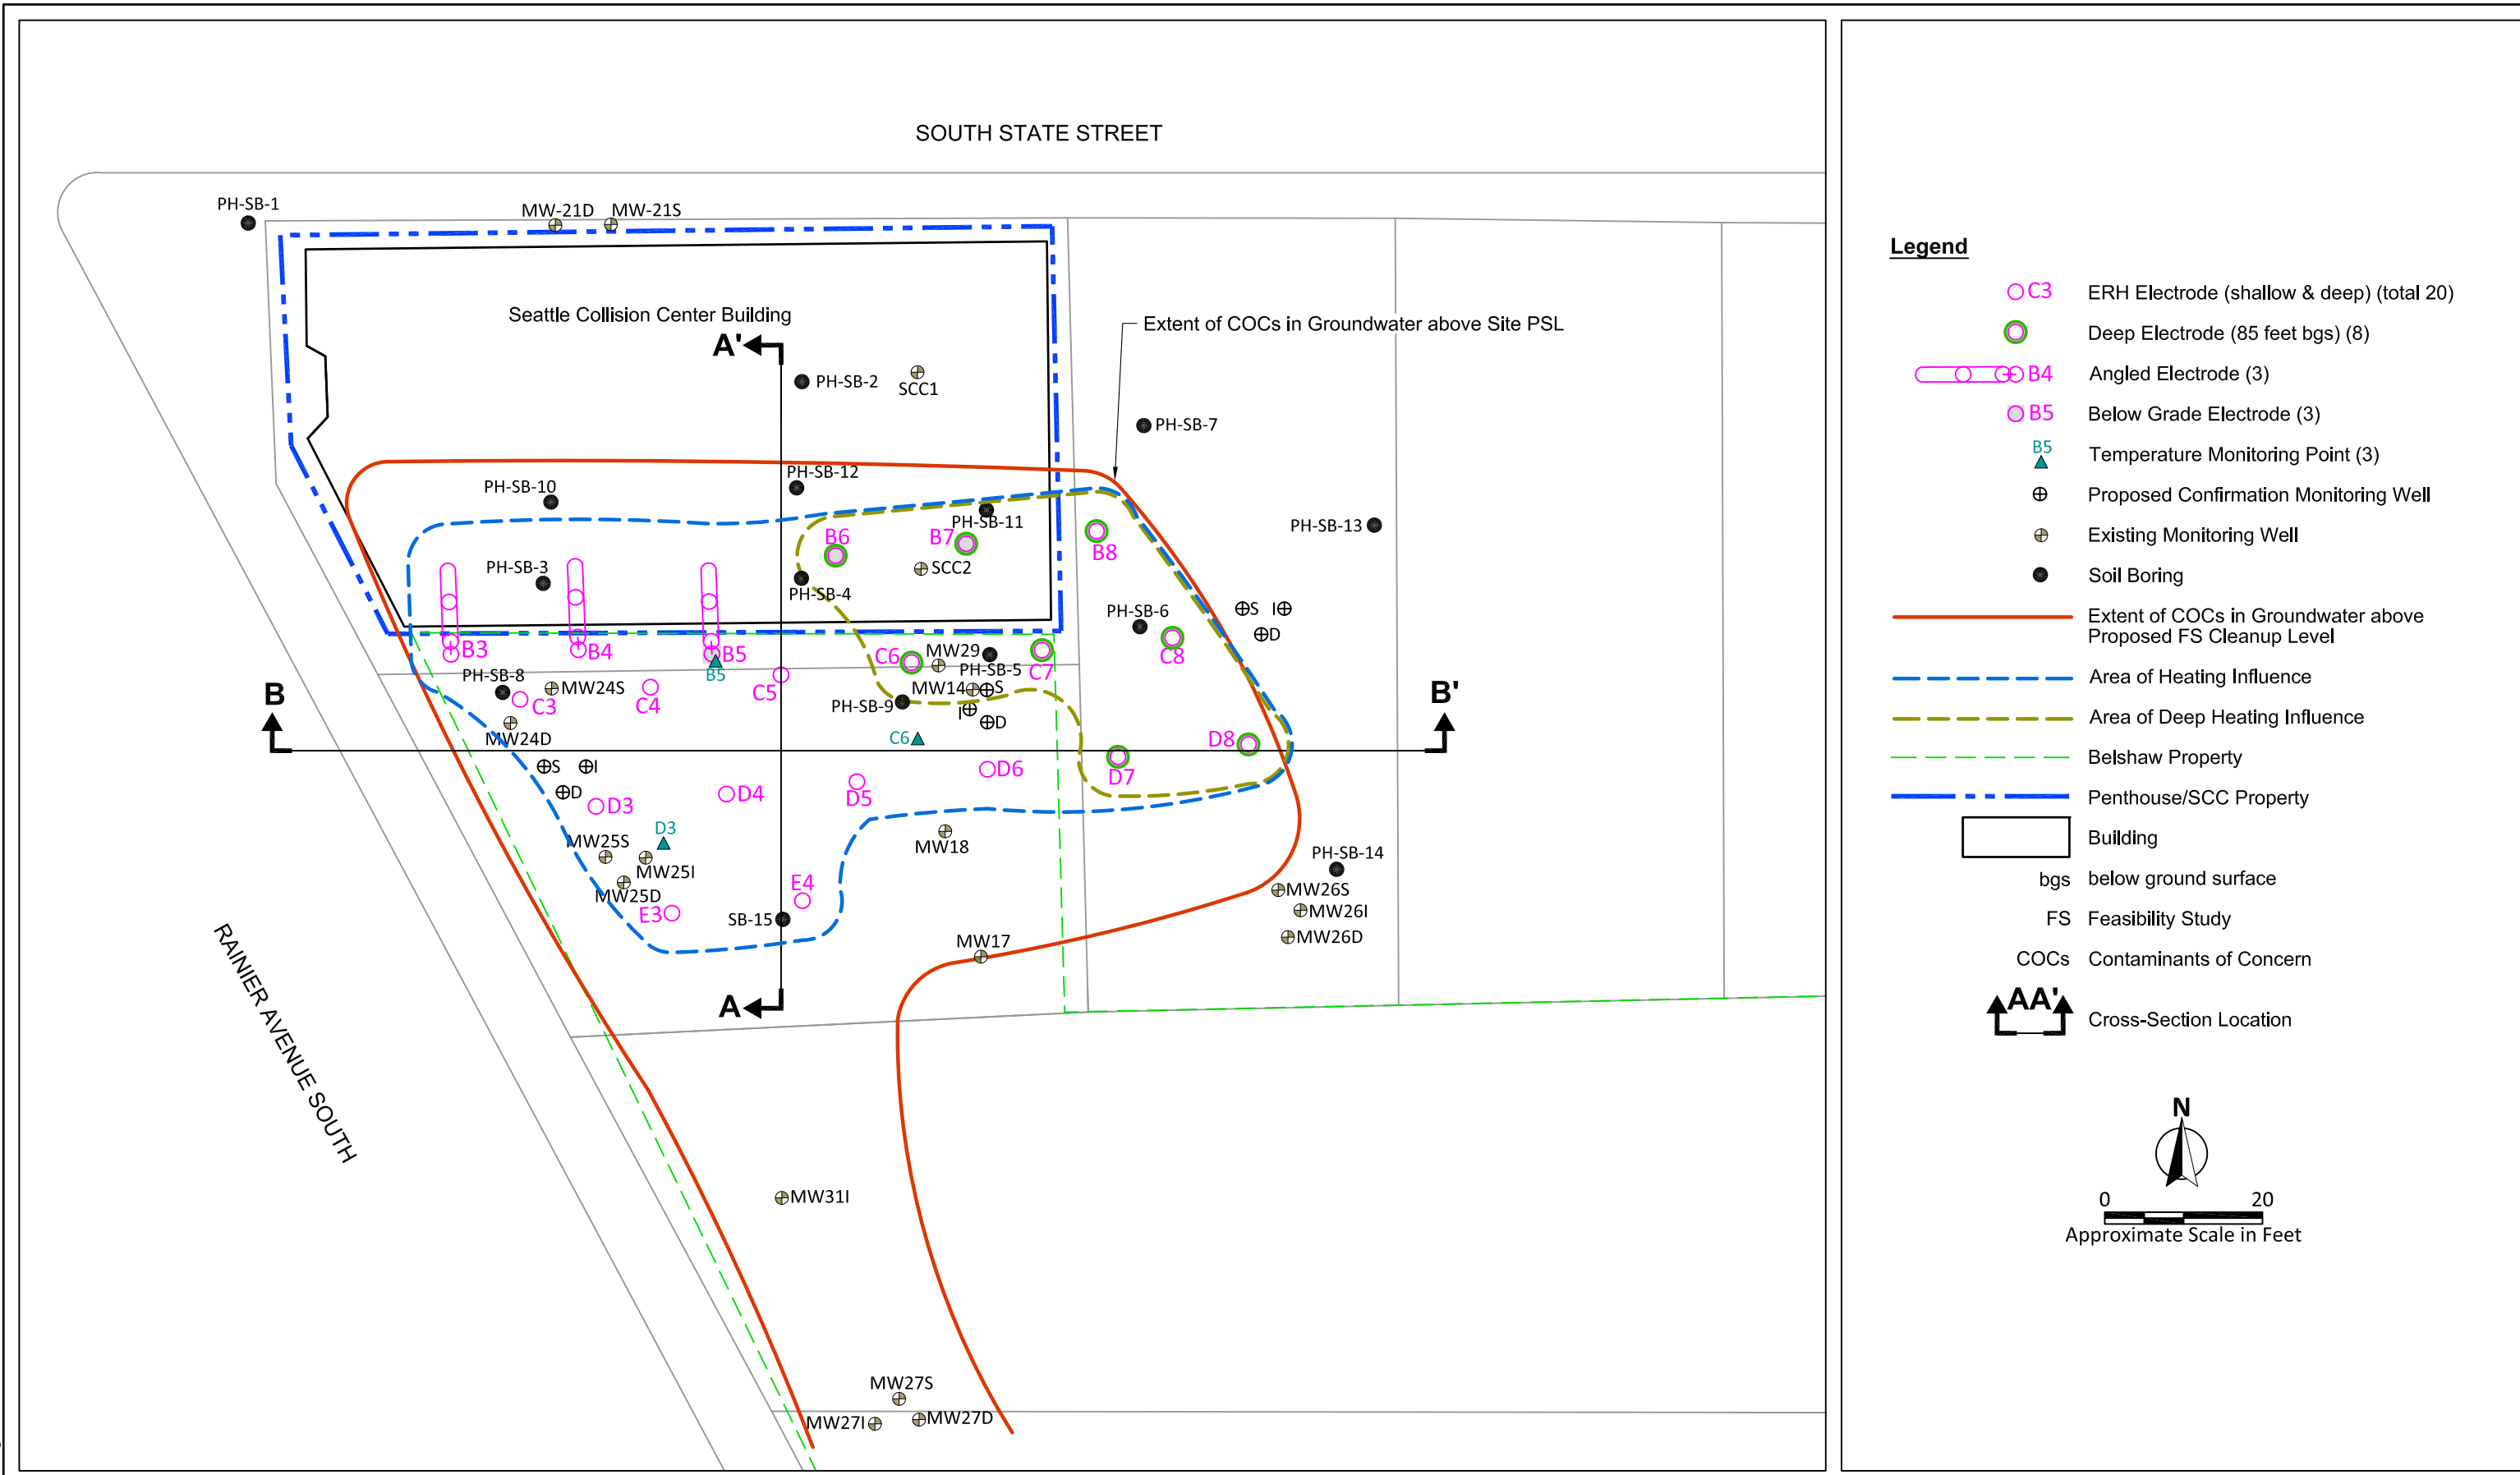 SOUTH STATE STREET
PH-SB-1
MW-21D
MW-21S
Seattle Collision Center Building
A'
Extent of COCs in Groundwater above Site PSL
PH-SB-2
SCC1
PH-SB-7
PH-SB-12
PH-SB-10
PH-SB-11
PH-SB-13
B6
B7
B8
PH-SB-3
SCC2
PH-SB-4
PH-SB-6
S
I
D
B3
B4
B5
B5
C6
MW29
PH-SB-5
C7
C8
PH-SB-8
MW24S
C3
C4
C5
MW14
S
PH-SB-9
I
D
B
B'
MW24D
C6
D8
S
I
D6
D7
D
D3
D4
D5
D3
MW25S
MW18
MW25I
PH-SB-14
MW25D
E4
MW26S
E3
SB-15
MW26I
MW26D
MW17
A
RAINIER AVENUE SOUTH
MW31I
MW27S
MW27I
MW27D
Legend
C3 ERH Electrode (shallow & deep) (total 20)
Deep Electrode (85 feet bgs) (8)
B4 Angled Electrode (3)
B5 Below Grade Electrode (3)
B5 Temperature Monitoring Point (3)
Proposed Confirmation Monitoring Well
Existing Monitoring Well
Soil Boring
Extent of COCs in Groundwater above
Proposed FS Cleanup Level
Area of Heating Influence
Area of Deep Heating Influence
Belshaw Property
Penthouse/SCC Property
Building
bgs below ground surface
FS Feasibility Study
COCs Contaminants of Concern
AA'
Cross-Section Location
N
0 20
Approximate Scale in Feet